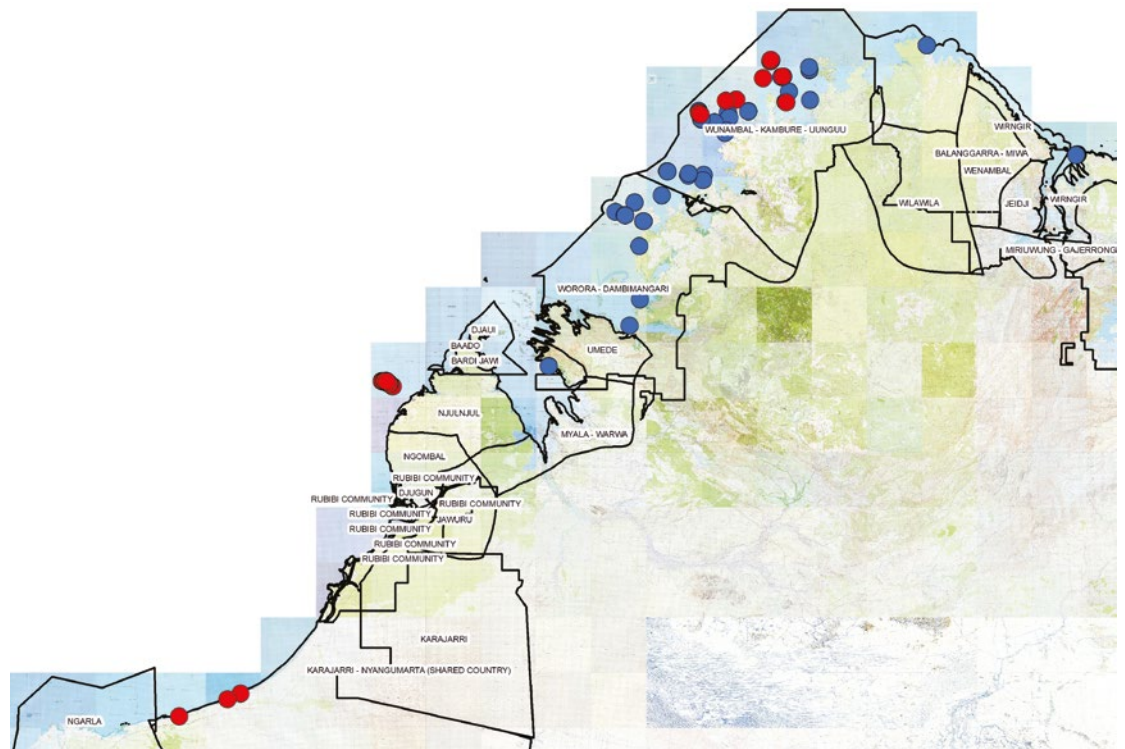 WUNAMBAL - KAMBURE - UUNGUU
WIRNGIR
BALANGGARRA - MIWA
WENAMBAL
WILAWILA
JEIDJI
WIRNGIR
MIRIUWUNG - GAJERRONG
WORORA - DAMBIMANGARI
DJAUI
BAADO
BARDI JAWI
UMEDE
NJULNJUL
MYALA - WARWA
NGOMBAL
RUBIBI COMMUNITY
DJUGUN
RUBIBI COMMUNITY
RUBIBI COMMUNITY
RUBIBI COMMUNITY
JAWURU
RUBIBI COMMUNITY
RUBIBI COMMUNITY
RUBIBI COMMUNITY
KARAJARRI
KARAJARRI - NYANGUMARTA (SHARED COUNTRY)
NGARLA